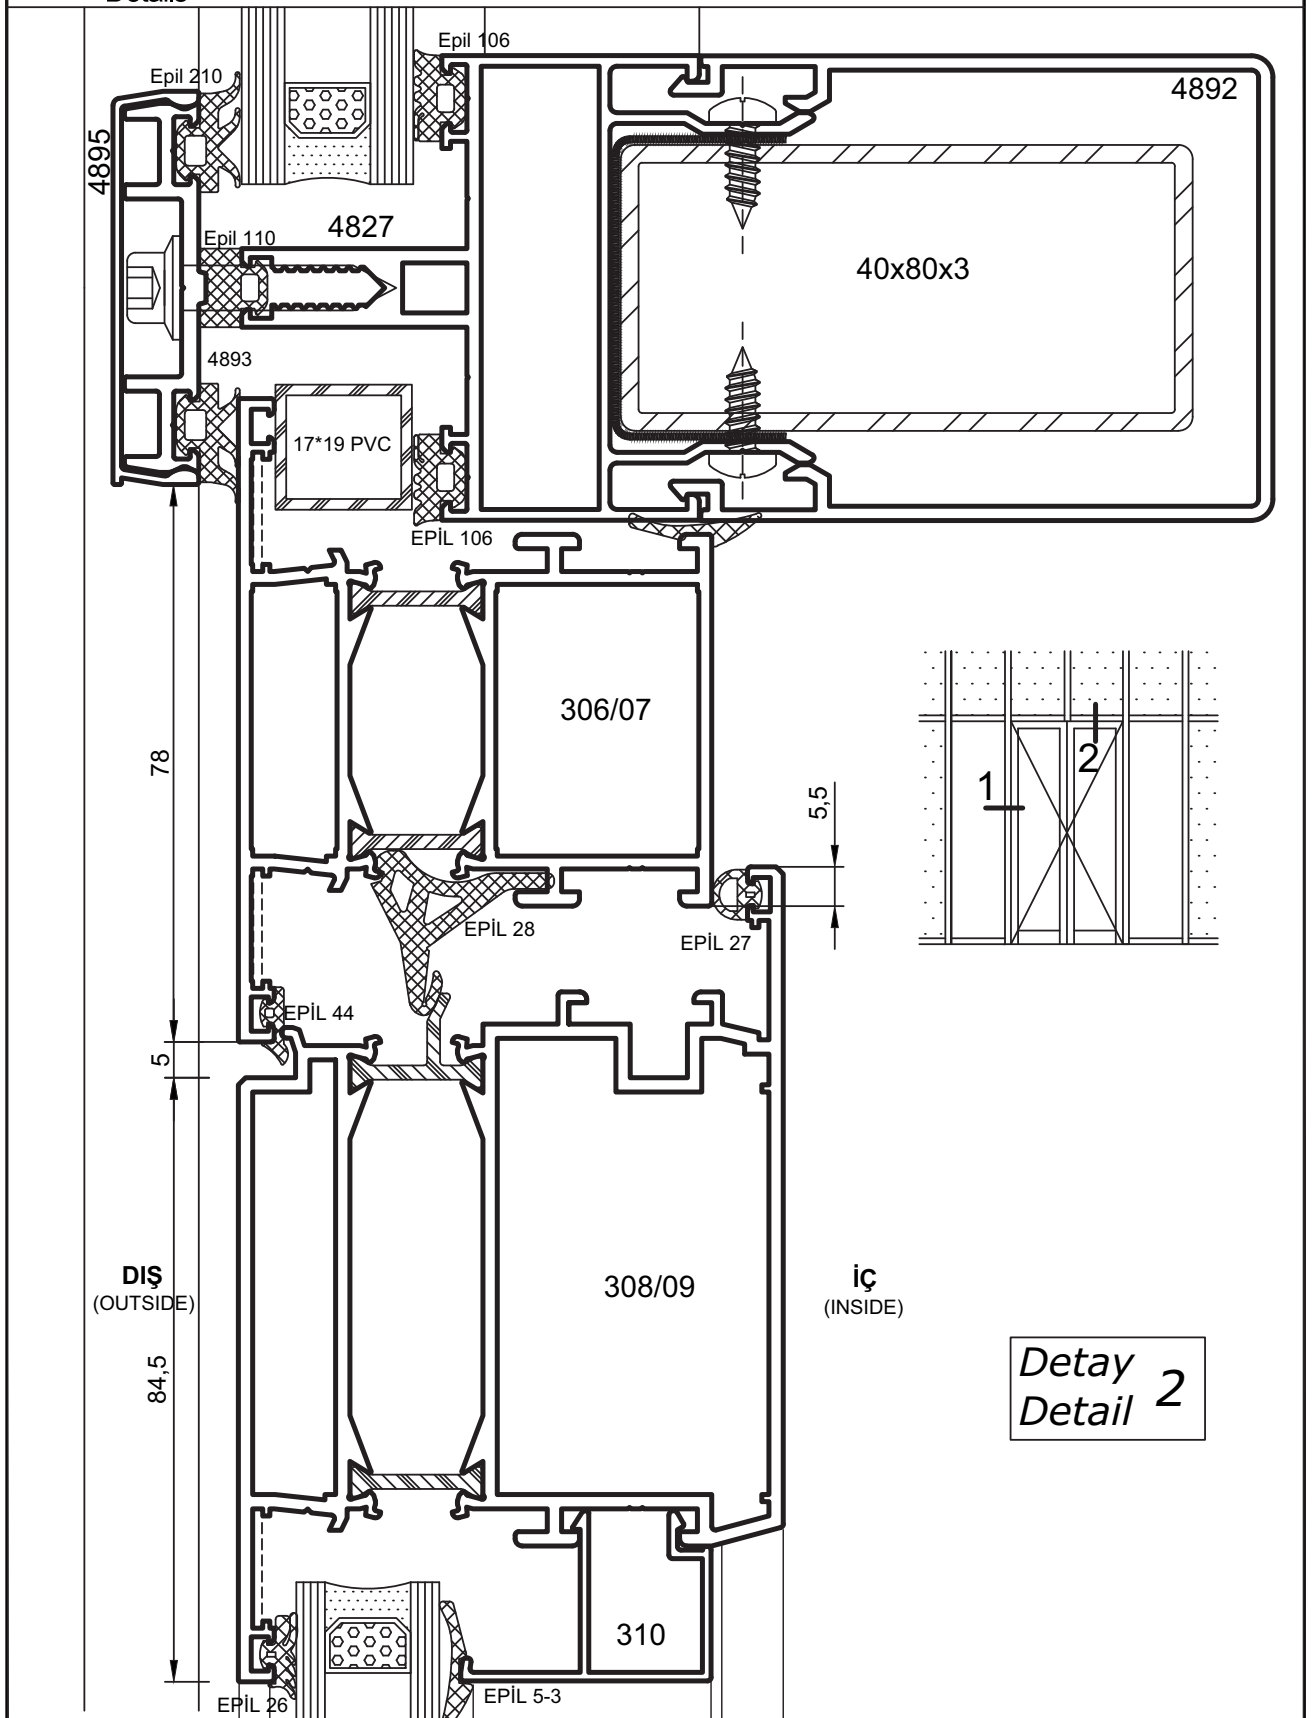 Details
Epil 106
Epil 210
4892
4895
4827
Epil 110
40x80x3
4893
17*19 PVC
EPİL 106
306/07
78
5,5
1
2
EPİL 28
EPİL 27
EPİL 44
5
DIŞ
(OUTSIDE)
308/09
İÇ
(INSIDE)
84,5
Detay
Detail 2
310
EPİL 26
EPİL 5-3